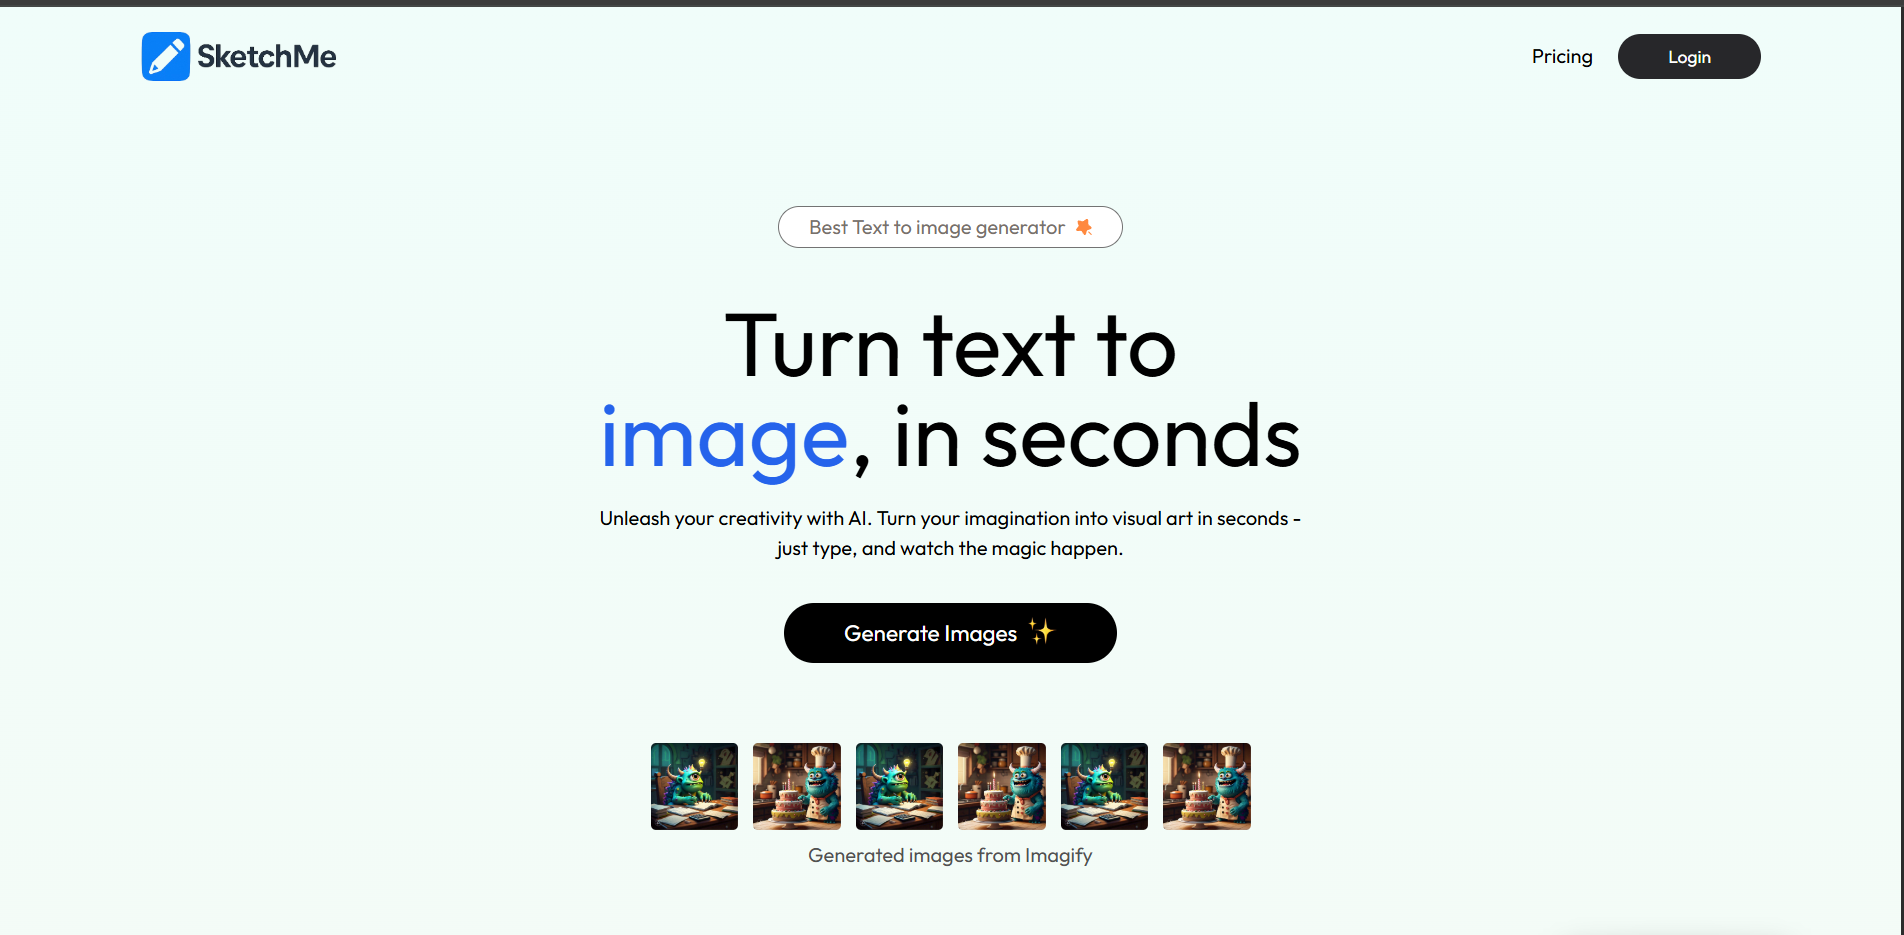 SketchMe
Pricing
Login
Best Text to image generator
Turn text to
image, in seconds
Unleash your creativity with AI. Turn your imagination into visual art in seconds -
just type, and watch the magic happen.
Generate Images ✨
Generated images from Imagify